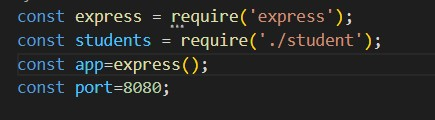 const express = require('express');
const students = require('./student');
const app=express();
const port=8080;